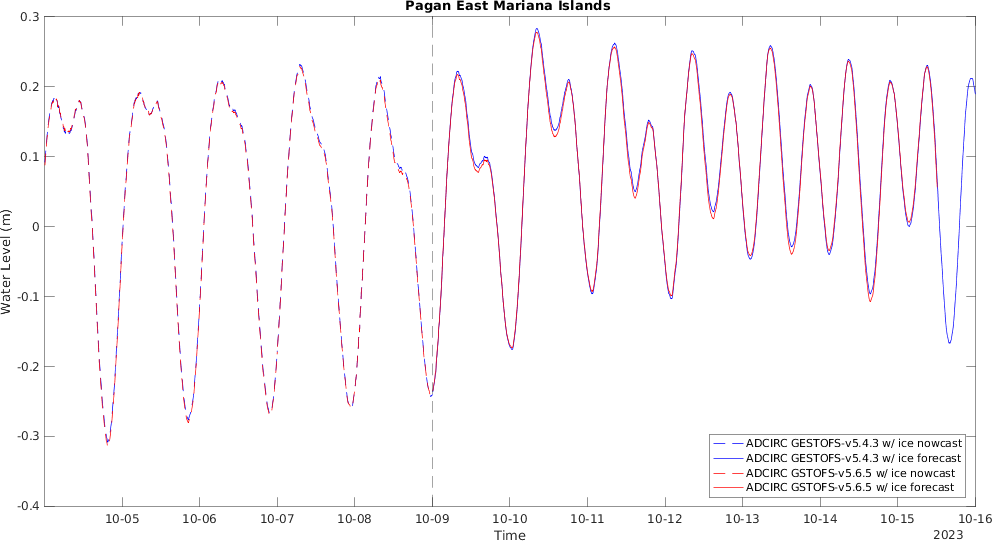 Pagan East Mariana Islands
0.3
0.2
0.1
0
-0.1
-0.2
-0.3
-0.4
Water Level (m)
ADCIRC GESTOFS-v5.4.3 w/ ice nowcast
ADCIRC GESTOFS-v5.4.3 w/ ice forecast
ADCIRC GSTOFS-v5.6.5 w/ ice nowcast
ADCIRC GSTOFS-v5.6.5 w/ ice forecast
10-05 10-06 10-07 10-08 10-09 10-10 10-11 10-12 10-13 10-14 10-15 10-16
Time 2023